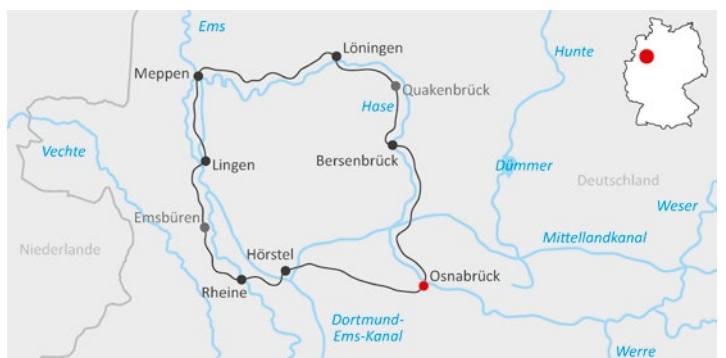 Ems
Löningen
Hunte
Meppen
Quakenbrück
Hase
Vechte
Lingen
Bersenbrück
Dümmer
Deutschland
Weser
Emsbüren
Niederlande
Hörstel
Mittellandkanal
Rheine
Osnabrück
Dortmund-
Ems-Kanal
Werre